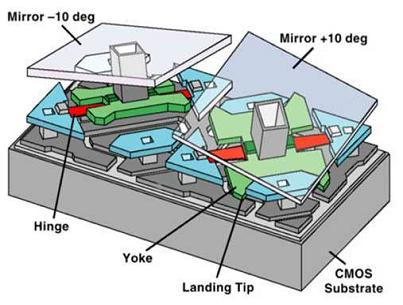 Mirror –10 deg
Mirror +10 deg
Hinge
Yoke
Landing Tip
CMOS
Substrate